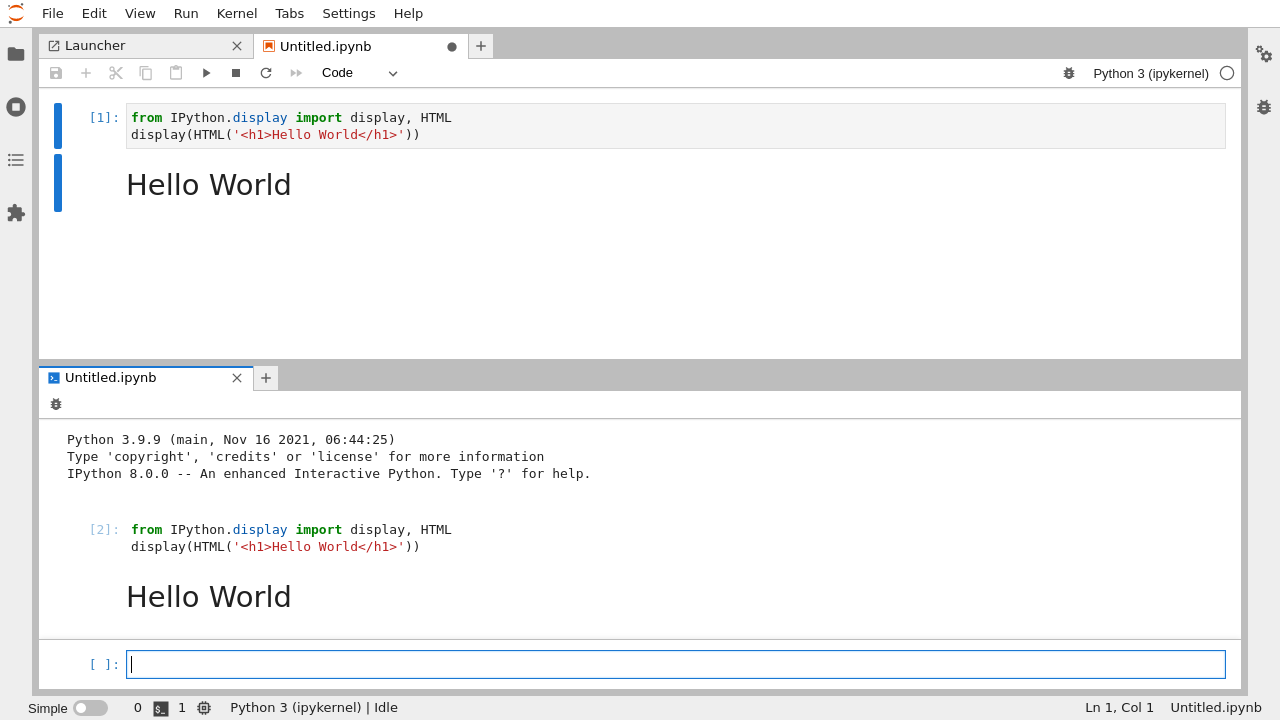 File Edit View Run Kernel Tabs Settings Help
Launcher
Untitled.ipynb
Code
Python 3 (ipykernel)
[1]: from IPython.display import display, HTML
display(HTML('<h1>Hello World</h1>'))
Hello World
Untitled.ipynb
Python 3.9.9 (main, Nov 16 2021, 06:44:25)
Type 'copyright', 'credits' or 'license' for more information
IPython 8.0.0 -- An enhanced Interactive Python. Type '?' for help.
[2]: from IPython.display import display, HTML
display(HTML('<h1>Hello World</h1>'))
Hello World
[ ]:
Simple 0 $_ 1 Python 3 (ipykernel) | Idle Ln 1, Col 1 Untitled.ipynb